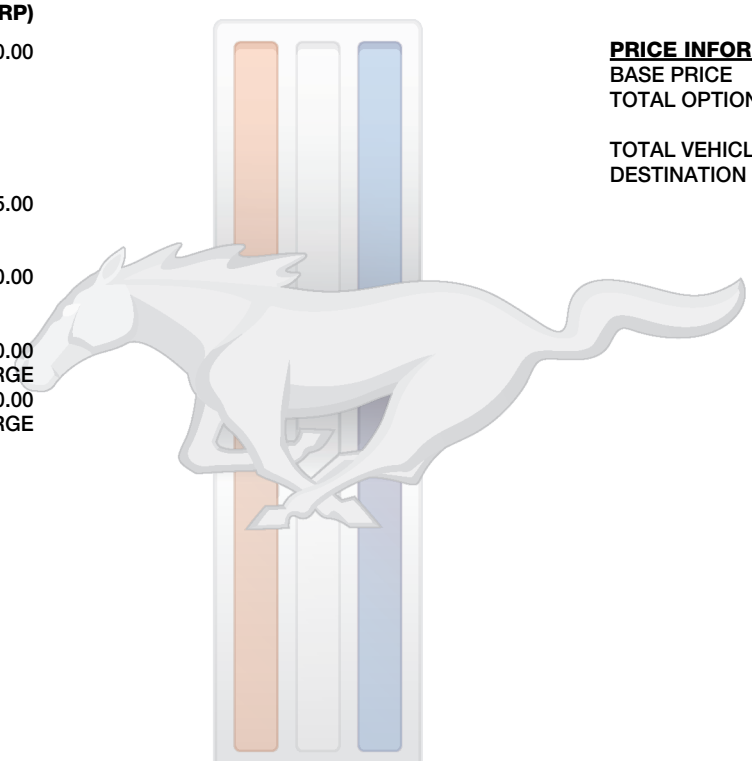 RP)
0.00
5.00
0.00
0.00
RGE
0.00
RGE
PRICE INFOR
BASE PRICE
TOTAL OPTION
TOTAL VEHICL
DESTINATION